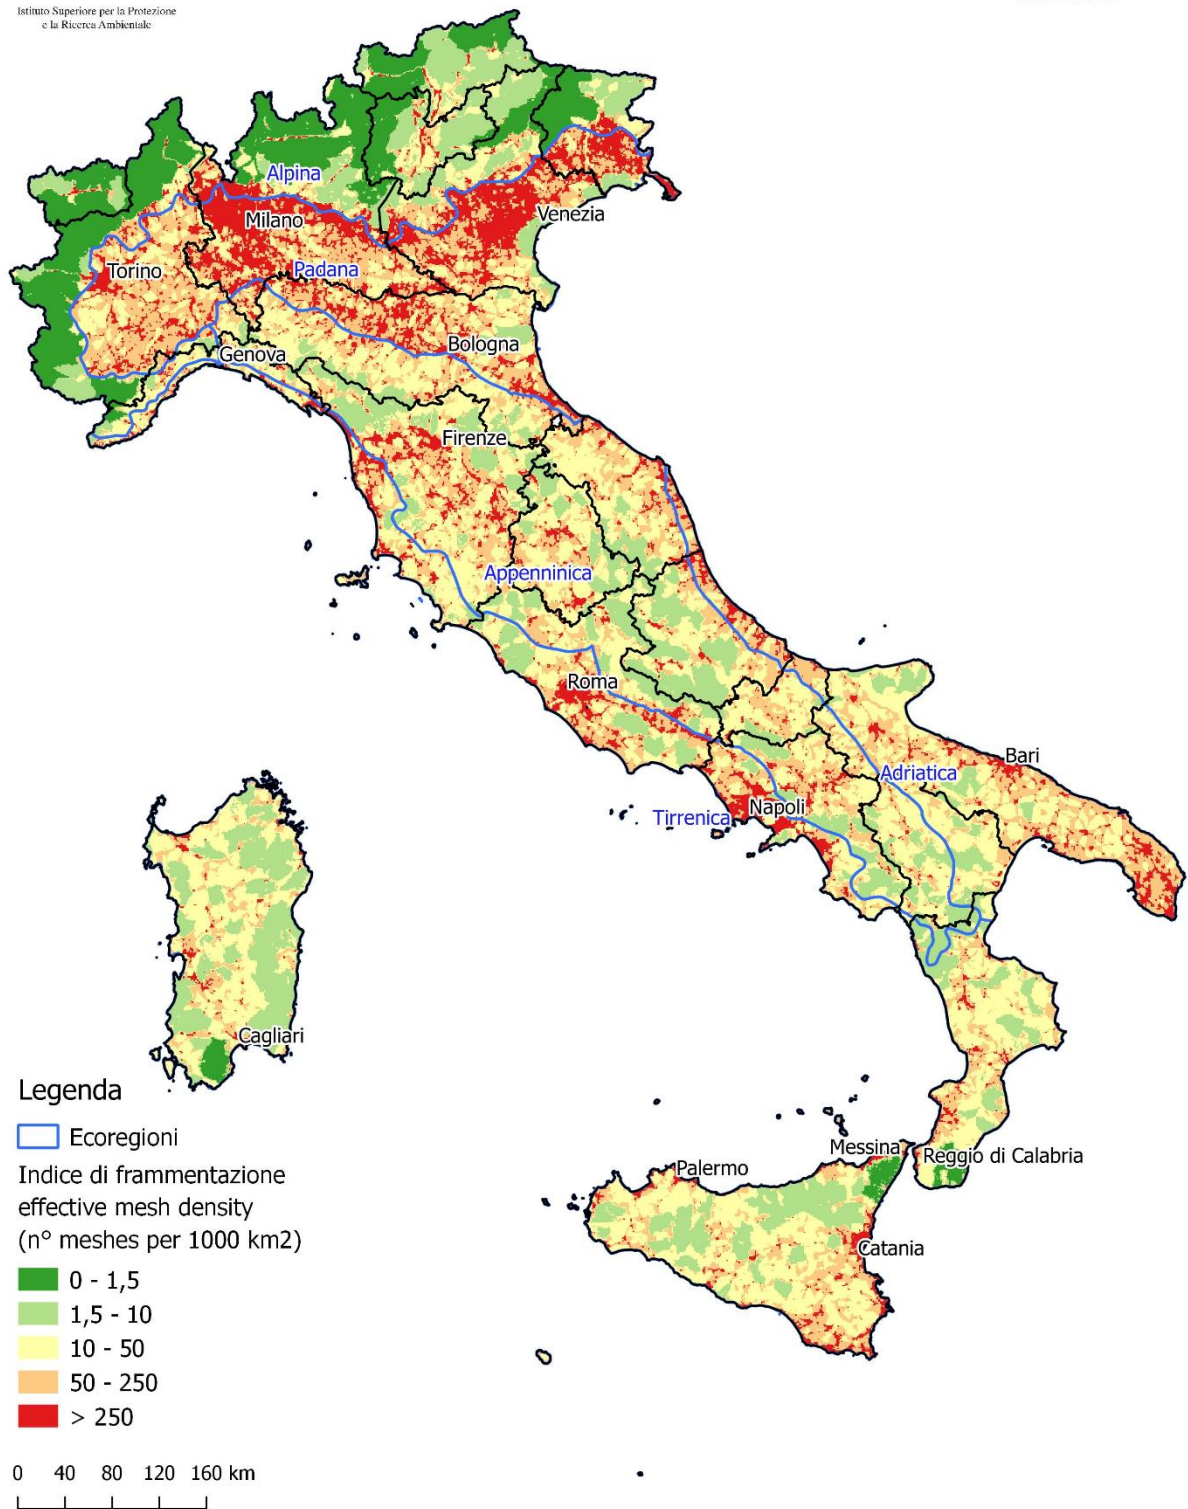 Istituto Superiore per la Protezione
e la Ricerca Ambientale
Alpina
Milano
Venezia
Torino
Padana
Genova
Bologna
Firenze
Appenninica
Roma
Bari
Adriatica
Tirrenica
Napoli
Cagliari
Legenda
Ecoregioni
Indice di frammentazione
effective mesh density
(n° meshes per 1000 km2)
0 - 1,5
1,5 - 10
10 - 50
50 - 250
> 250
Messina
Reggio di Calabria
Palermo
Catania
0 40 80 120 160 km